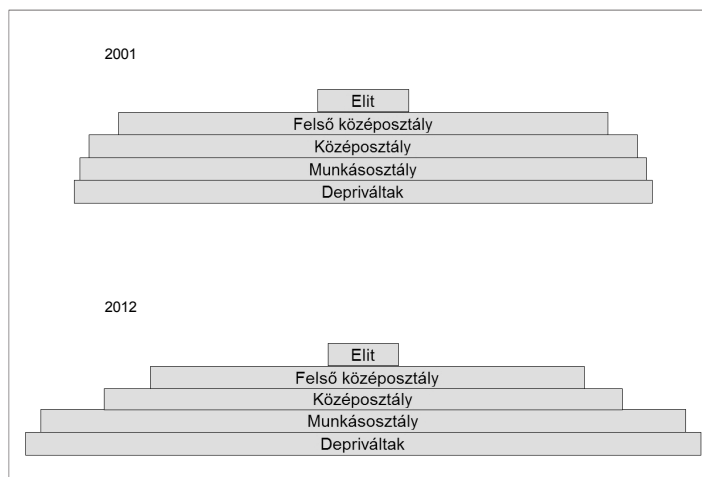 2001
Elit
Felső középosztály
Középosztály
Munkásosztály
Depriváltak
2012
Elit
Felső középosztály
Középosztály
Munkásosztály
Depriváltak